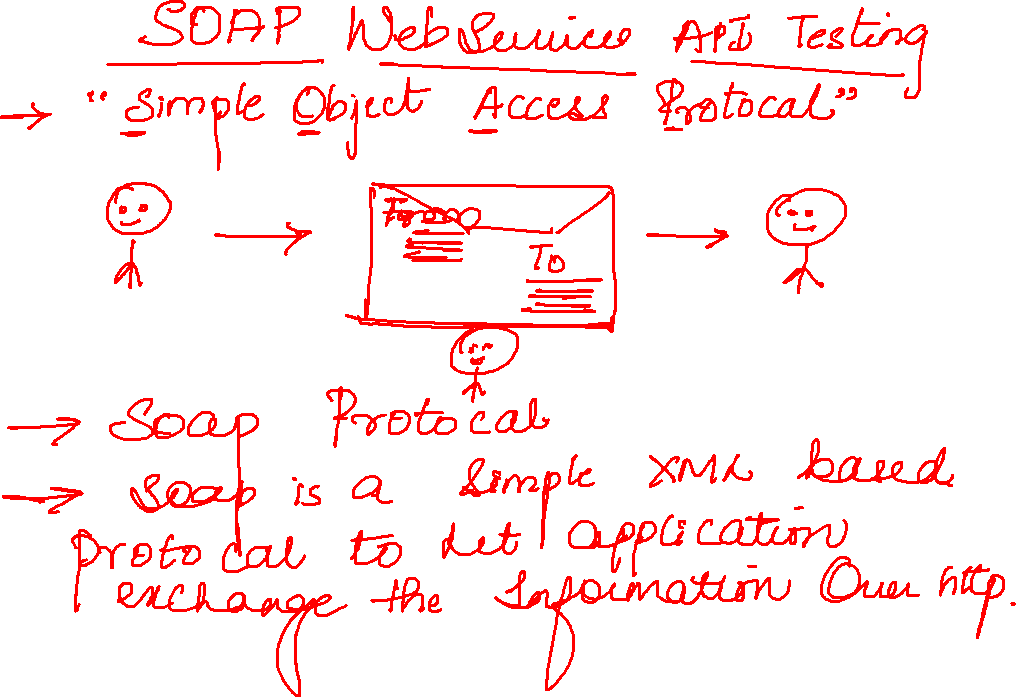 SOAP WebService API Testing
→ "Simple Object Access Protocal"
From
To
→ Soap Protocal
→ Soap is a Simple XML based
Protocal to Let application
exchange the Information Over http.